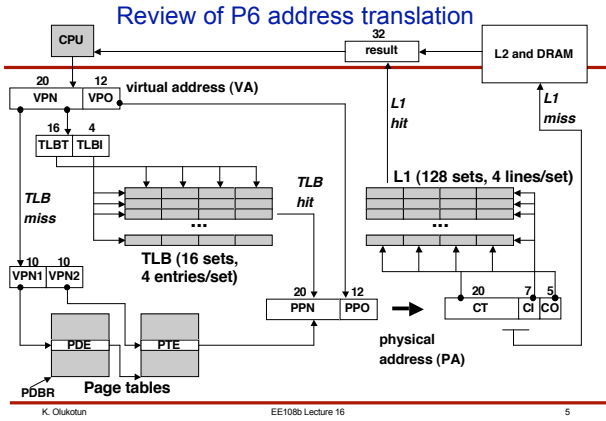 Review of P6 address translation
CPU
32
result
L2 and DRAM
20 12
VPN VPO
virtual address (VA)
L1
hit
L1
miss
16 4
TLBT TLBI
TLB
miss
TLB
hit
L1 (128 sets, 4 lines/set)
...
...
TLB (16 sets,
4 entries/set)
10 10
VPN1 VPN2
20 12
PPN PPO
20 7 5
CT CI CO
physical
address (PA)
PDE
PTE
PDBR
Page tables
K. Olukotun EE108b Lecture 16 5